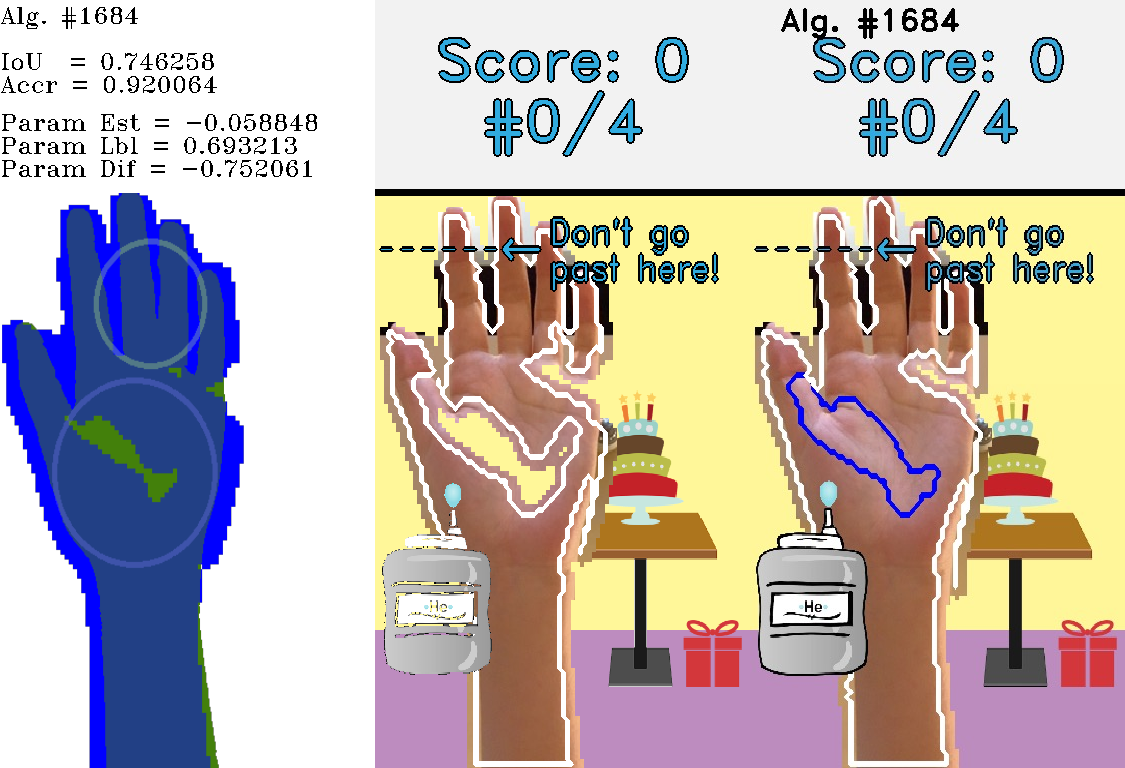 Alg. #1684
IoU = 0.746258
Accr = 0.920064
Param Est = −0.058848
Param Lbl = 0.693213
Param Dif = −0.752061
Score: 0
#0/4
Don't go
past here!
He
Alg. #1684
Score: 0
#0/4
Don't go
past here!
He